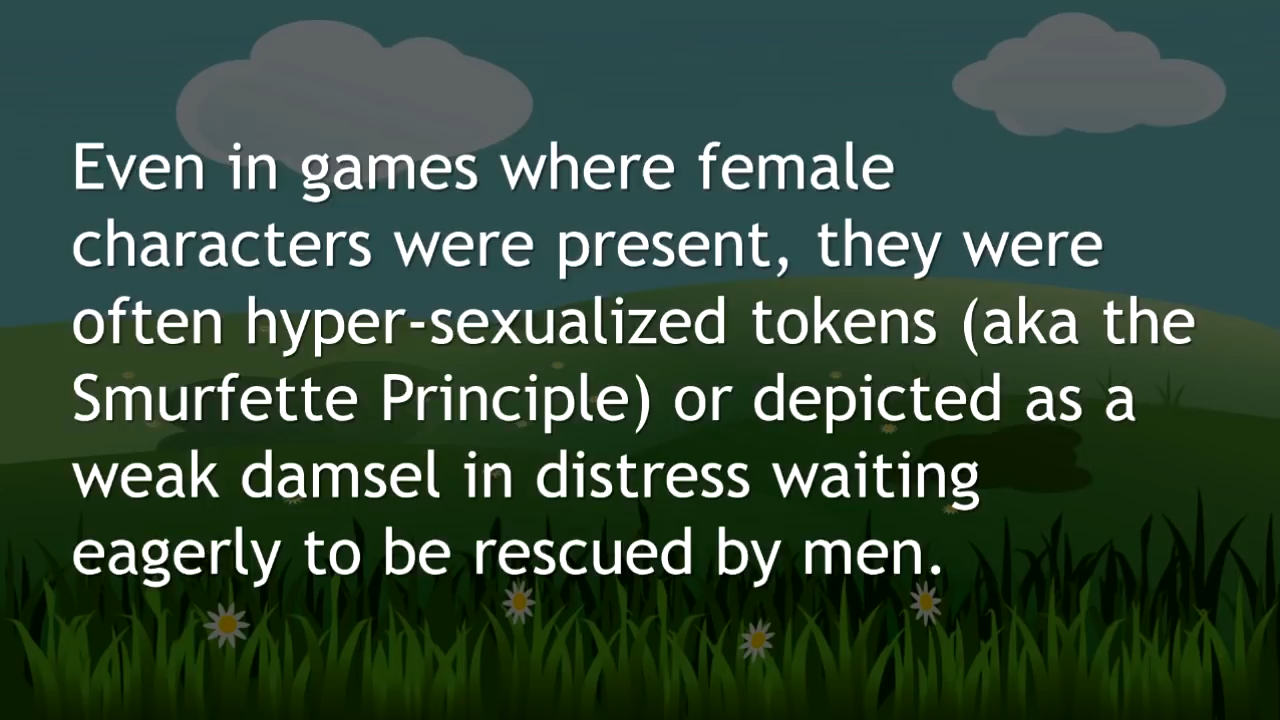 Even in games where female
characters were present, they were
often hyper-sexualized tokens (aka the
Smurfette Principle) or depicted as a
weak damsel in distress waiting
eagerly to be rescued by men.